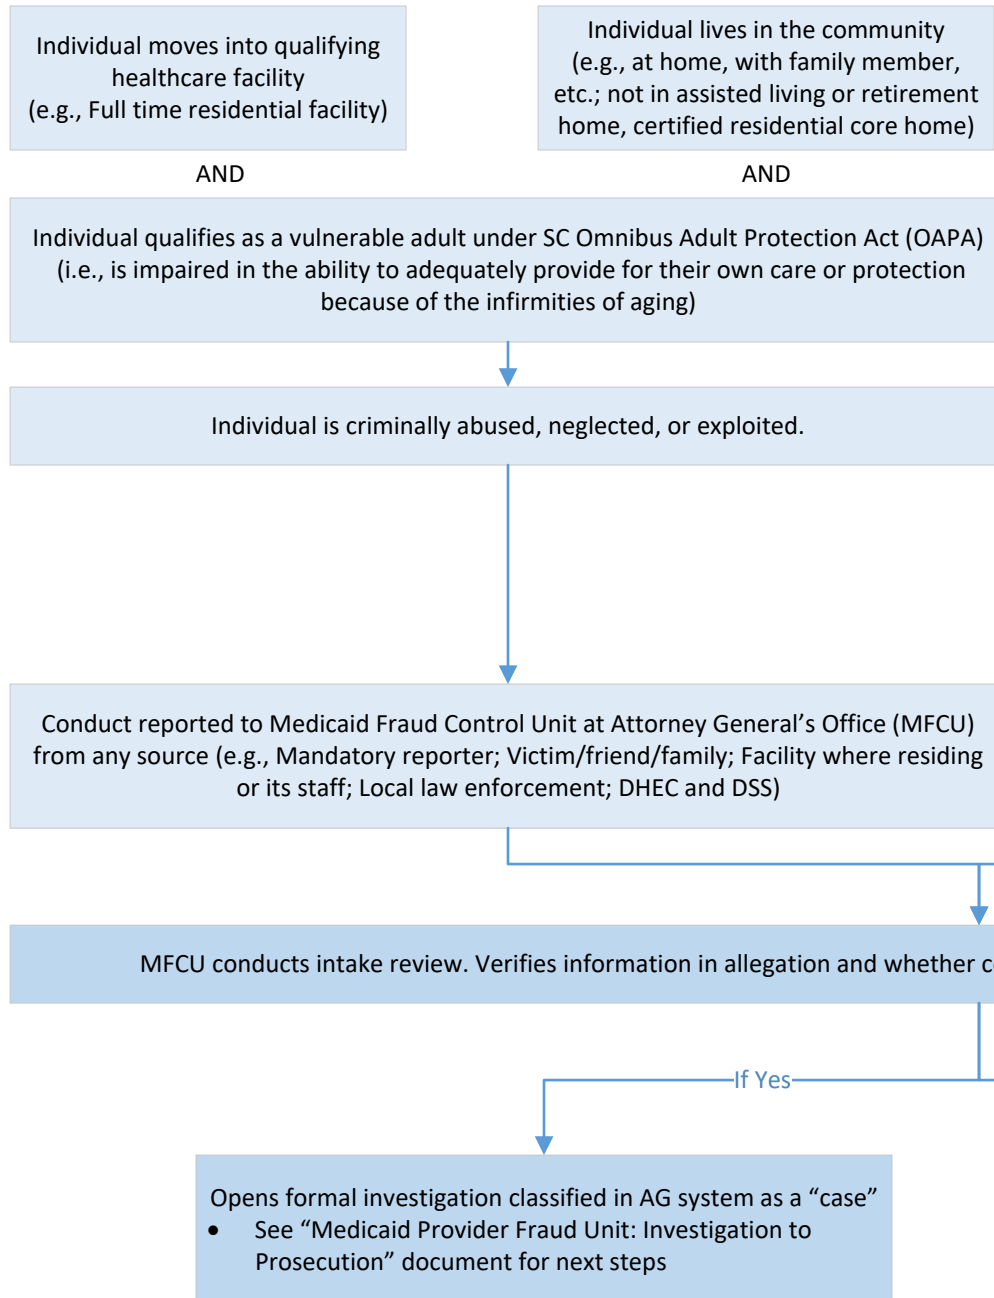 Individual moves into qualifying
healthcare facility
(e.g., Full time residential facility)
Individual lives in the community
(e.g., at home, with family member,
etc.; not in assisted living or retirement
home, certified residential core home)
AND
AND
Individual qualifies as a vulnerable adult under SC Omnibus Adult Protection Act (OAPA)
(i.e., is impaired in the ability to adequately provide for their own care or protection
because of the infirmities of aging)
Individual is criminally abused, neglected, or exploited.
Conduct reported to Medicaid Fraud Control Unit at Attorney General’s Office (MFCU)
from any source (e.g., Mandatory reporter; Victim/friend/family; Facility where residing
or its staff; Local law enforcement; DHEC and DSS)
MFCU conducts intake review. Verifies information in allegation and whether
If Yes
Opens formal investigation classified in AG system as a “case”
• See “Medicaid Provider Fraud Unit: Investigation to
Prosecution” document for next steps